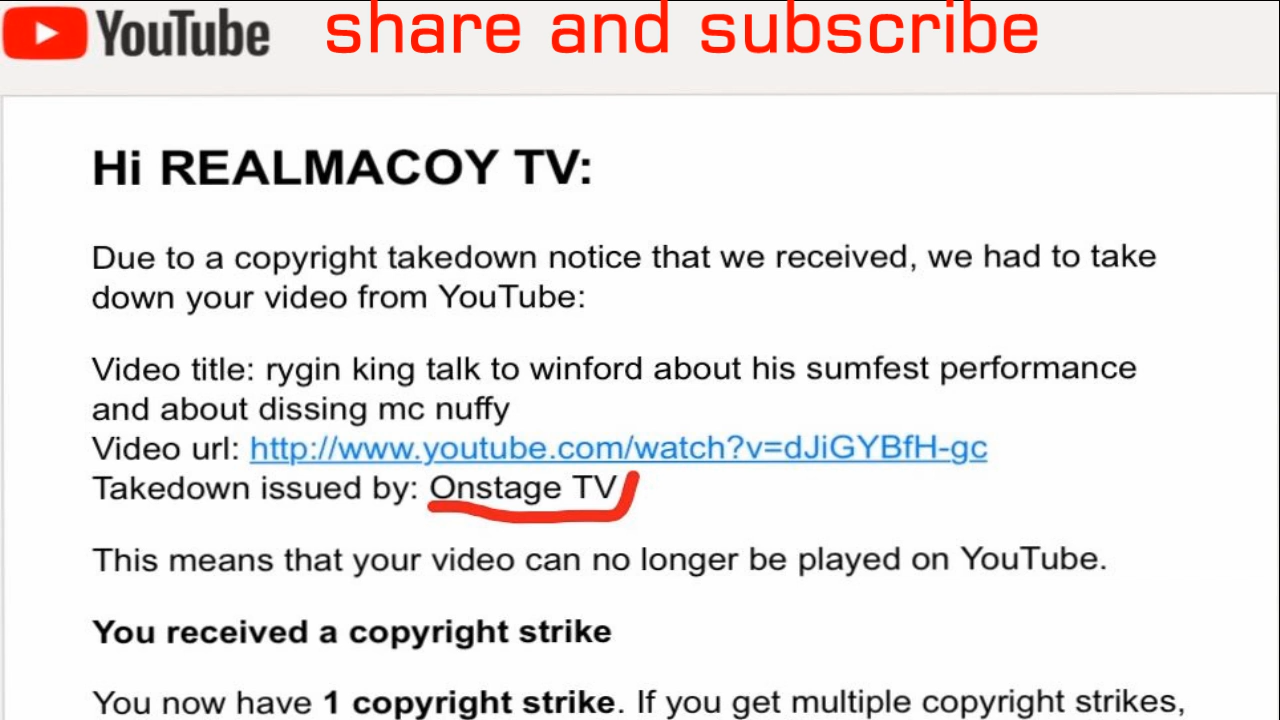 YouTube share and subscribe
Hi REALMACOY TV:
Due to a copyright takedown notice that we received, we had to take
down your video from YouTube:
Video title: rygin king talk to winford about his sumfest performance
and about dissing mc nuffy
Video url: http://www.youtube.com/watch?v=dJiGYBfH-gc
Takedown issued by: Onstage TV
This means that your video can no longer be played on YouTube.
You received a copyright strike
You now have 1 copyright strike. If you get multiple copyright strikes,